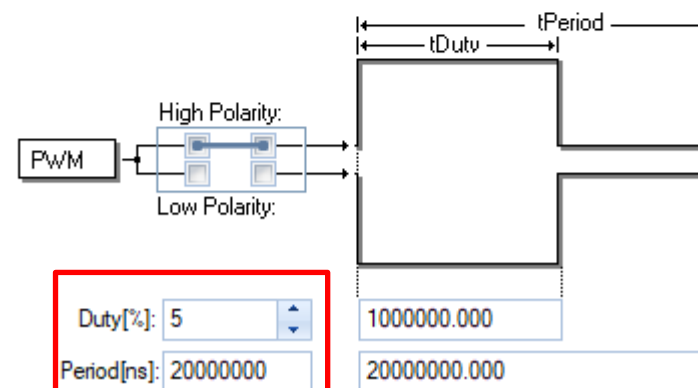 tPeriod
tDuty
High Polarity:
PWM
Low Polarity:
Duty[%]: 5 1000000.000
Period[ns]: 20000000 20000000.000